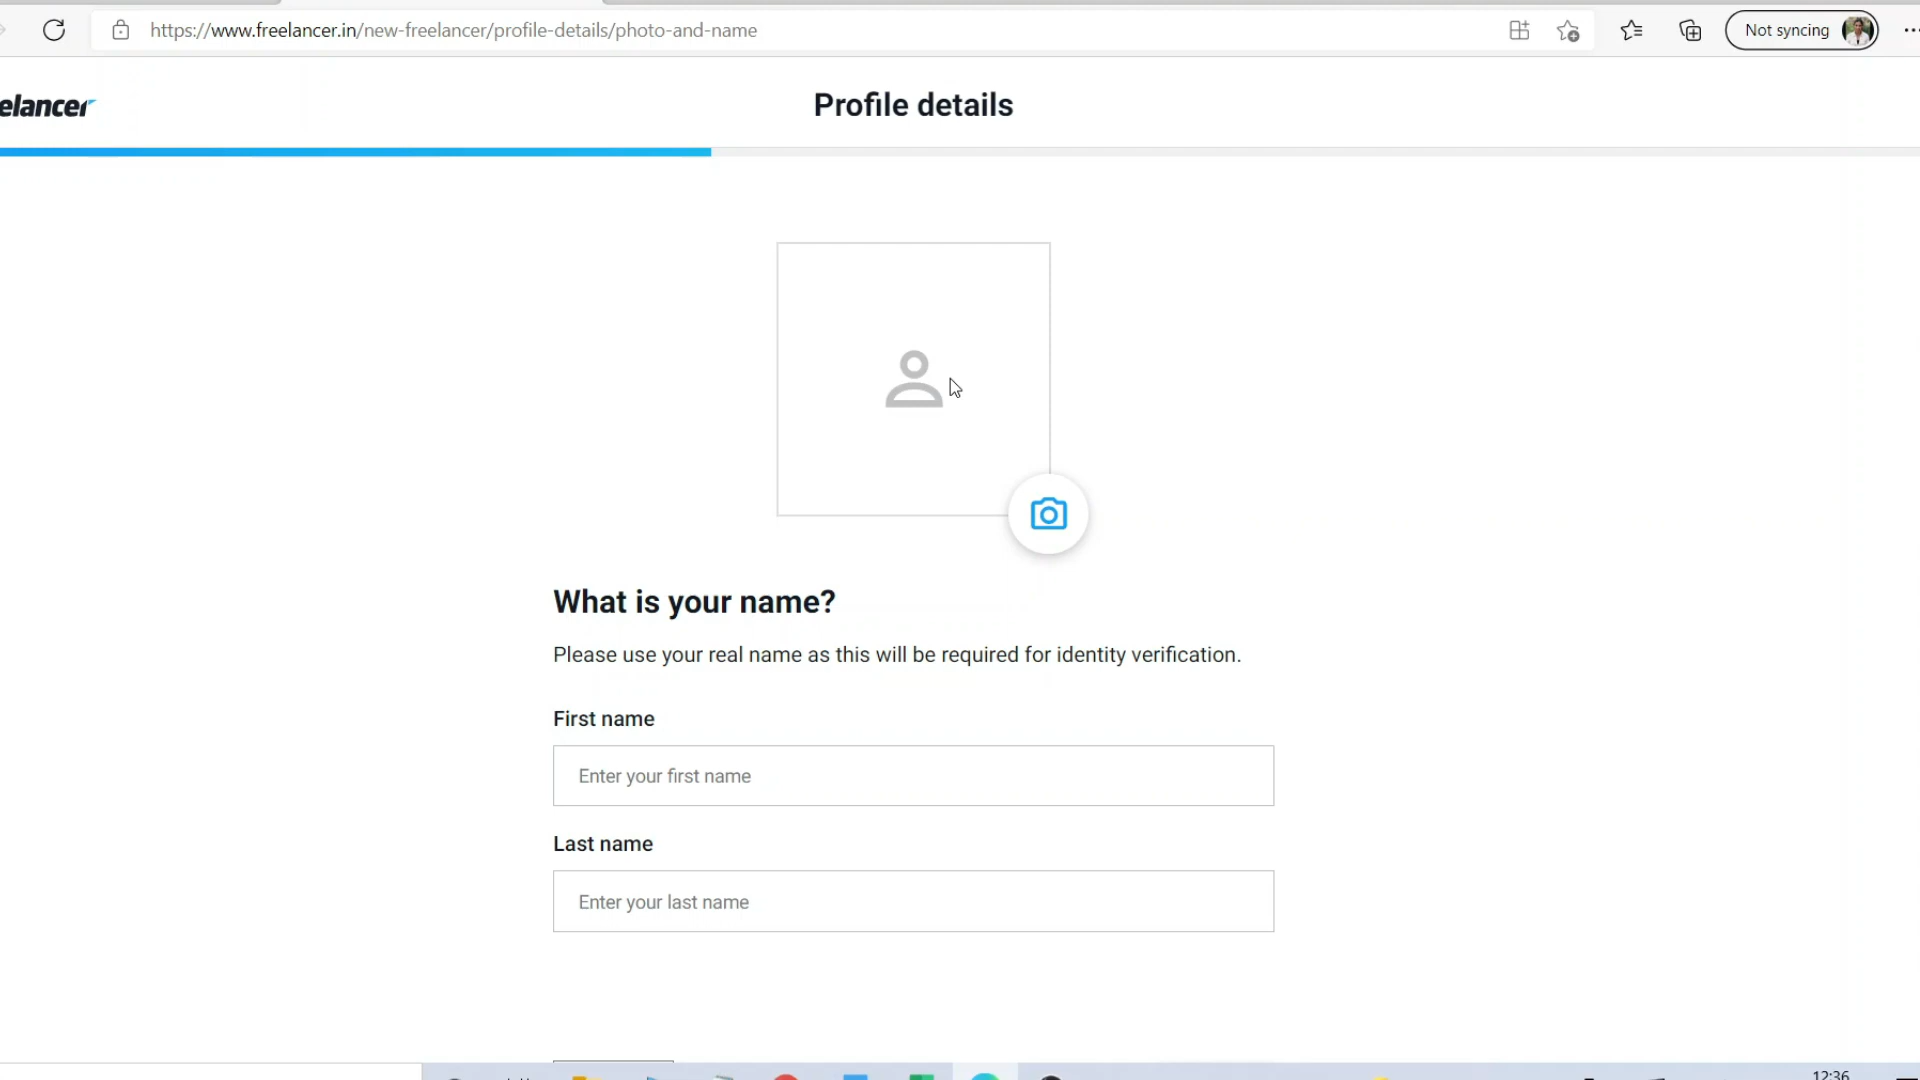 https://www.freelancer.in/new-freelancer/profile-details/photo-and-name
Not syncing
elancer
Profile details
What is your name?
Please use your real name as this will be required for identity verification.
First name
Enter your first name
Last name
Enter your last name
12:36